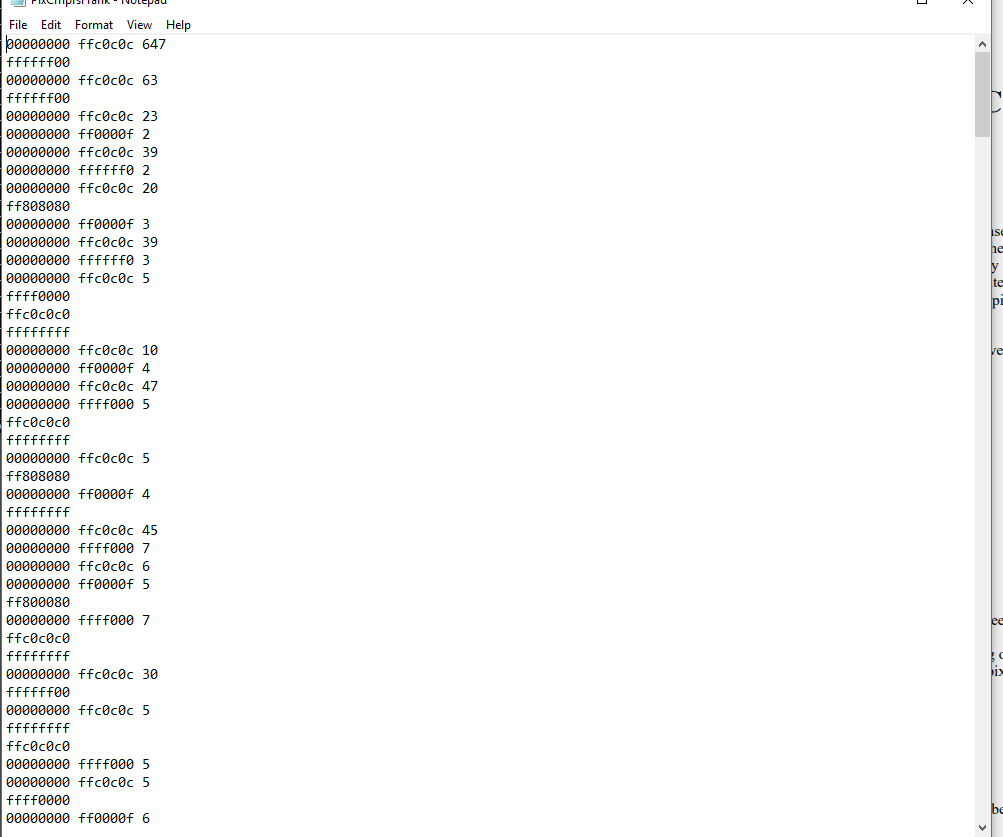 PixCmprsFrank - Notepad
File Edit Format View Help
00000000 ffc0c0c 647
ffffff00
00000000 ffc0c0c 63
ffffff00
00000000 ffc0c0c 23
00000000 ff0000f 2
00000000 ffc0c0c 39
00000000 ffffff0 2
00000000 ffc0c0c 20
ff808080
00000000 ff0000f 3
00000000 ffc0c0c 39
00000000 ffffff0 3
00000000 ffc0c0c 5
ffff0000
ffc0c0c0
ffffffff
00000000 ffc0c0c 10
00000000 ff0000f 4
00000000 ffc0c0c 47
00000000 ffff000 5
ffc0c0c0
ffffffff
00000000 ffc0c0c 5
ff808080
00000000 ff0000f 4
ffffffff
00000000 ffc0c0c 45
00000000 ffff000 7
00000000 ffc0c0c 6
00000000 ff0000f 5
ff800080
00000000 ffff000 7
ffc0c0c0
ffffffff
00000000 ffc0c0c 30
ffffff00
00000000 ffc0c0c 5
ffffffff
ffc0c0c0
00000000 ffff000 5
00000000 ffc0c0c 5
ffff0000
00000000 ff0000f 6